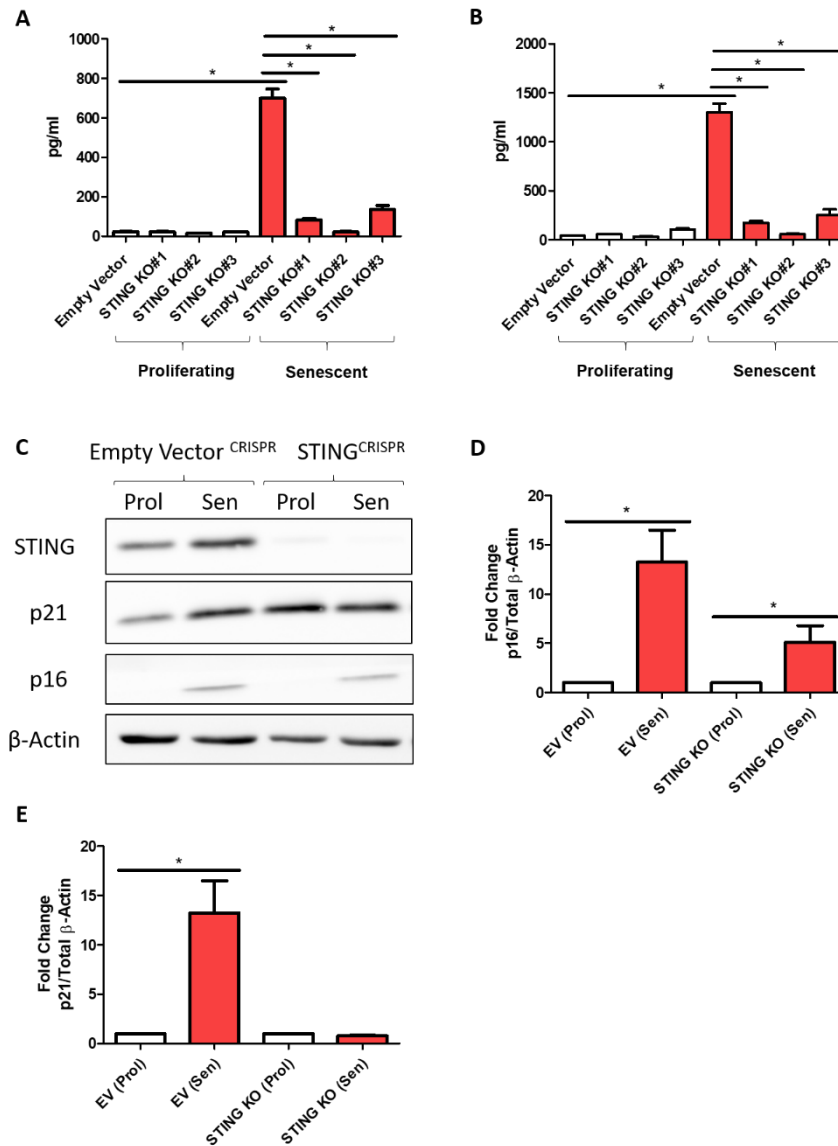 A
*
*
*
*
pg/ml
1000
800
600
400
200
0
Empty Vector
STING KO#1
STING KO#2
STING KO#3
Empty Vector
STING KO#1
STING KO#2
STING KO#3
Proliferating
Senescent
B
*
*
*
*
pg/ml
2000
1500
1000
500
0
Empty Vector
STING KO#1
STING KO#2
STING KO#3
Empty Vector
STING KO#1
STING KO#2
STING KO#3
Proliferating
Senescent
C
Empty Vector CRISPR STINGCRISPR
Prol Sen Prol Sen
STING
p21
p16
β-Actin
D
Fold Change
p16/Total β-Actin
20
15
10
5
0
*
*
EV (Prol)
EV (Sen)
STING KO (Prol)
STING KO (Sen)
E
Fold Change
p21/Total β-Actin
20
15
10
5
0
*
EV (Prol)
EV (Sen)
STING KO (Prol)
STING KO (Sen)